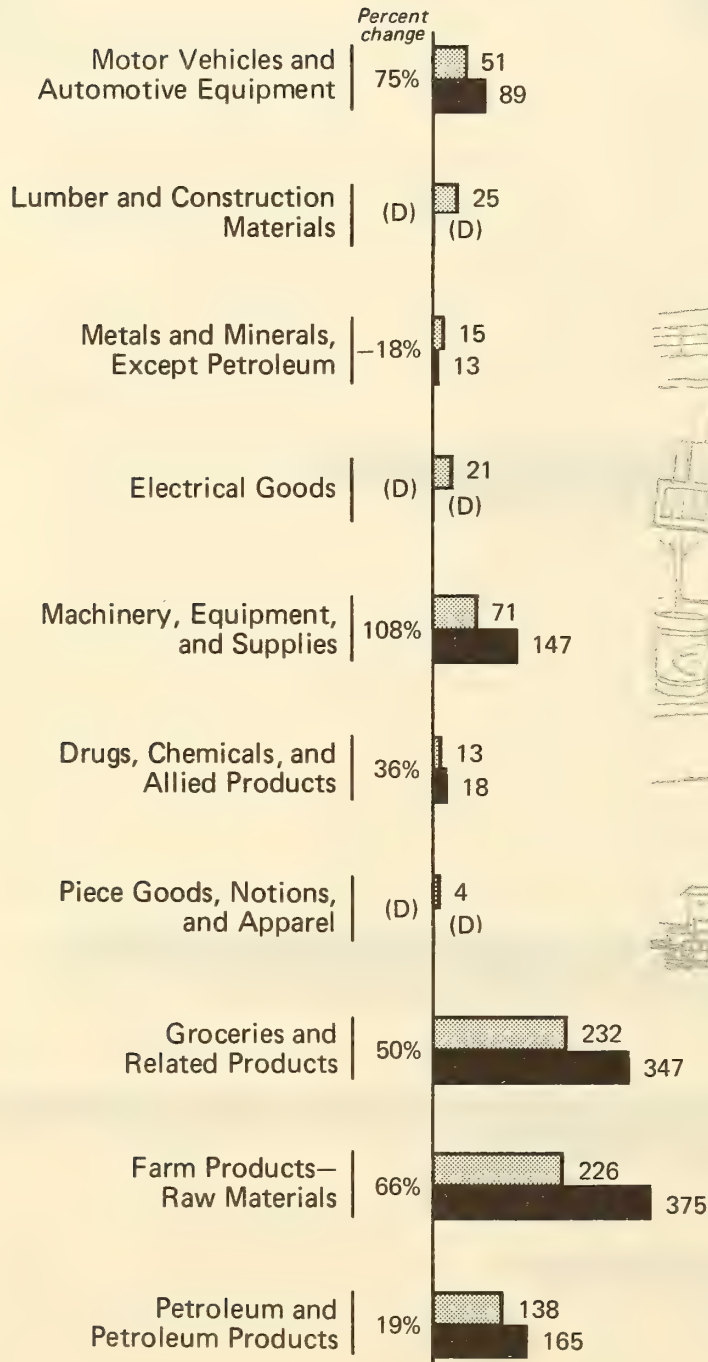 Percent
change
Motor Vehicles and
Automotive Equipment
75%
51
89
Lumber and Construction
Materials
(D)
25
(D)
Metals and Minerals,
Except Petroleum
–18%
15
13
Electrical Goods
(D)
21
(D)
Machinery, Equipment,
and Supplies
108%
71
147
Drugs, Chemicals, and
Allied Products
36%
13
18
Piece Goods, Notions,
and Apparel
(D)
4
(D)
Groceries and
Related Products
50%
232
347
Farm Products—
Raw Materials
66%
226
375
Petroleum and
Petroleum Products
19%
138
165